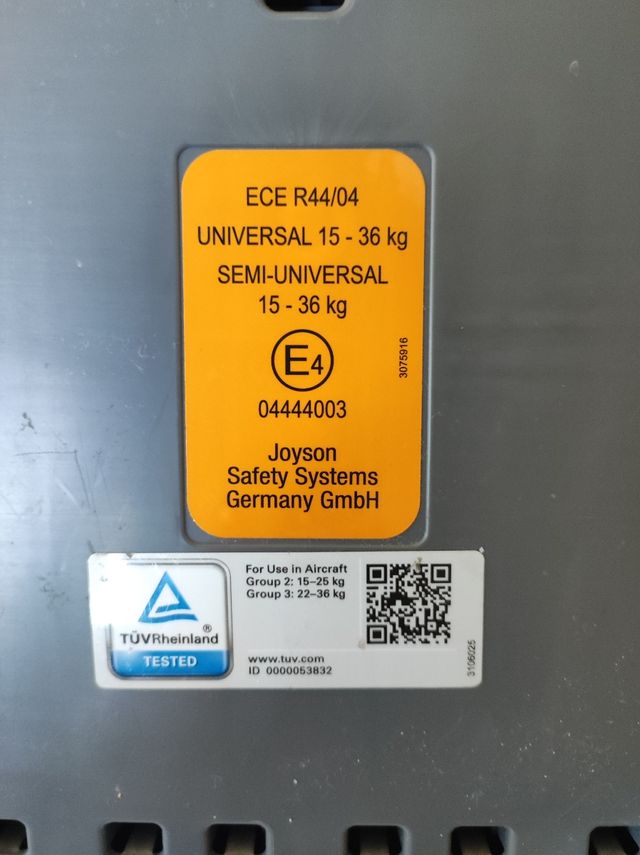 ECE R44/04
UNIVERSAL 15 - 36 kg
SEMI-UNIVERSAL
15 - 36 kg
E4
3075916
04444003
Joyson
Safety Systems
Germany GmbH
TÜVRheinland®
TESTED
For Use in Aircraft
Group 2: 15–25 kg
Group 3: 22–36 kg
www.tuv.com
ID 0000053832
3106025